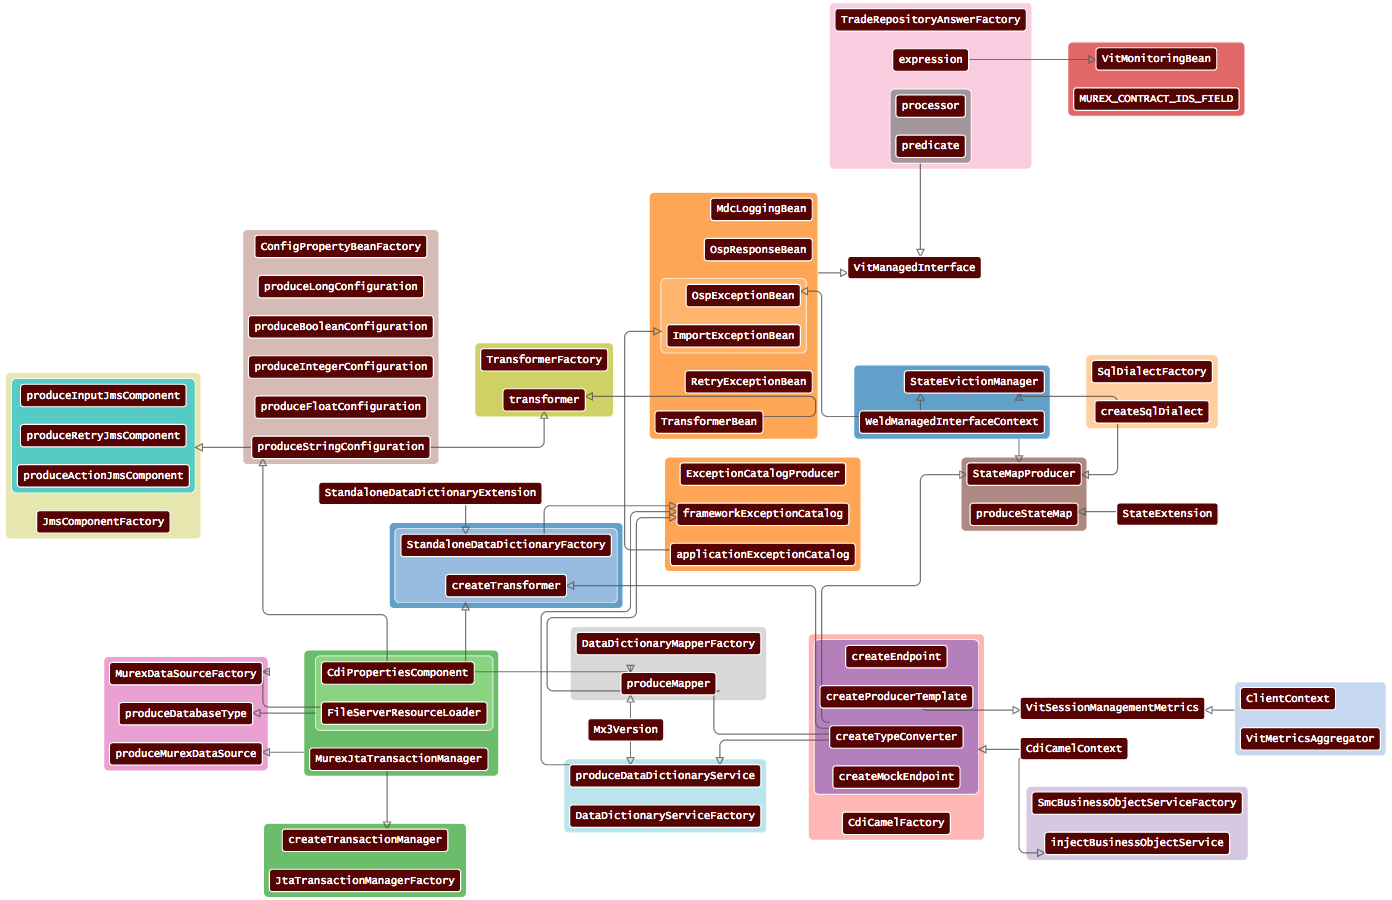 TradeRepositoryAnswerFactory
expression
processor
predicate
VitMonitoringBean
MUREX_CONTRACT_IDS_FIELD
MdcLoggingBean
OspResponseBean
OspExceptionBean
ImportExceptionBean
RetryExceptionBean
TransformerBean
VitManagedInterface
ConfigPropertyBeanFactory
produceLongConfiguration
produceBooleanConfiguration
produceIntegerConfiguration
produceFloatConfiguration
produceStringConfiguration
TransformerFactory
transformer
produceInputJmsComponent
produceRetryJmsComponent
produceActionJmsComponent
JmsComponentFactory
StateEvictionManager
WeldManagedInterfaceContext
SqlDialectFactory
createSqlDialect
StateMapProducer
produceStateMap
StateExtension
ExceptionCatalogProducer
frameworkExceptionCatalog
applicationExceptionCatalog
StandaloneDataDictionaryExtension
StandaloneDataDictionaryFactory
createTransformer
DataDictionaryMapperFactory
produceMapper
Mx3Version
produceDataDictionaryService
DataDictionaryServiceFactory
MurexDataSourceFactory
produceDatabaseType
produceMurexDataSource
CdiPropertiesComponent
FileServerResourceLoader
MurexJtaTransactionManager
createTransactionManager
JtaTransactionManagerFactory
createEndpoint
createProducerTemplate
createTypeConverter
createMockEndpoint
CdiCamelFactory
VitSessionManagementMetrics
CdiCamelContext
ClientContext
VitMetricsAggregator
SmcBusinessObjectServiceFactory
injectBusinessObjectService